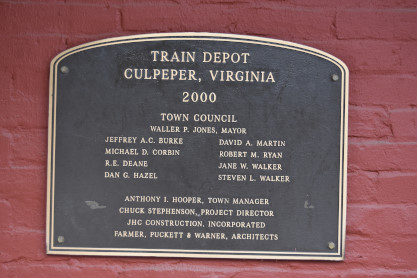 TRAIN DEPOT
CULPEPER, VIRGINIA
2000
TOWN COUNCIL
WALLER P. JONES, MAYOR
JEFFREY A.C. BURKE DAVID A. MARTIN
MICHAEL D. CORBIN ROBERT M. RYAN
R.E. DEANE JANE W. WALKER
DAN G. HAZEL STEVEN L. WALKER
ANTHONY I. HOOPER, TOWN MANAGER
CHUCK STEPHENSON, PROJECT DIRECTOR
JHC CONSTRUCTION, INCORPORATED
FARMER, PUCKETT & WARNER, ARCHITECTS